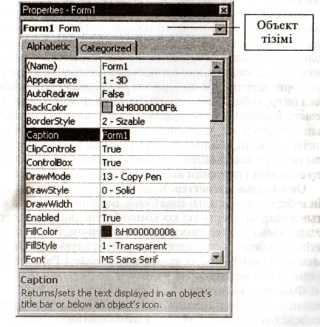 Properties - Form1
Form1 Form
Объект тізімі
Alphabetic Categorized
(Name) Form1
Appearance 1 - 3D
AutoRedraw False
BackColor &H8000000F&
BorderStyle 2 - Sizable
Caption Form1
ClipControls True
ControlBox True
DrawMode 13 - Copy Pen
DrawStyle 0 - Solid
DrawWidth 1
Enabled True
FillColor &H00000000&
FillStyle 1 - Transparent
Font MS Sans Serif
Caption
Returns/sets the text displayed in an object's
title bar or below an object's icon.